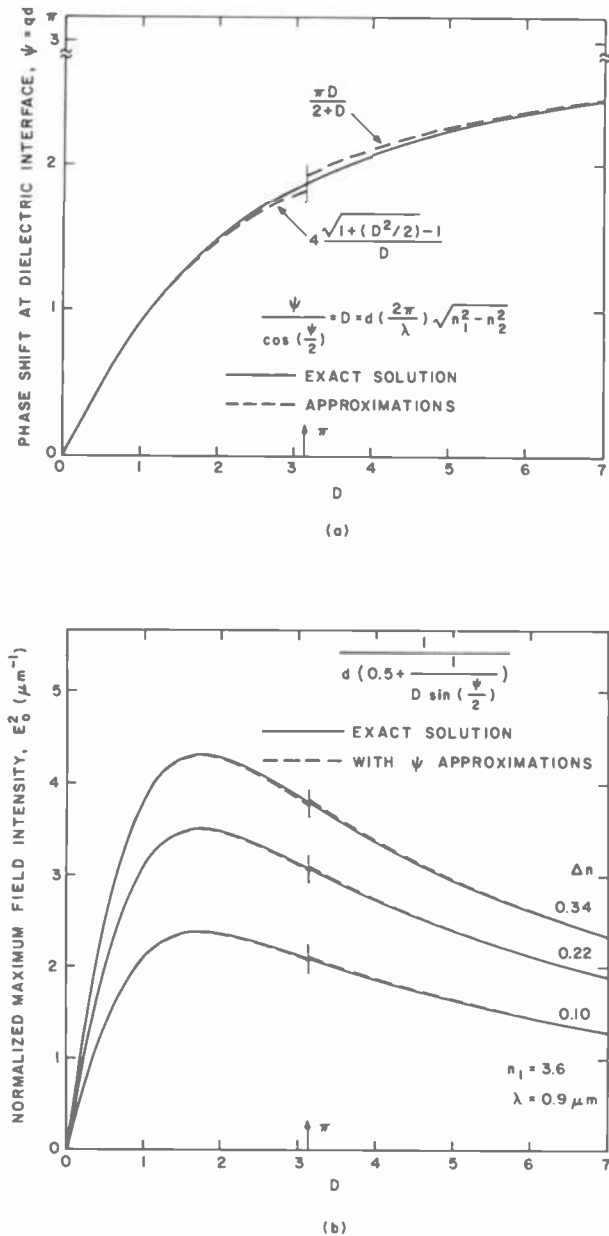 PHASE SHIFT AT DIELECTRIC INTERFACE, ψ = qd
π
3
2
1
0
πD
2+D
4 √1+(D²/2)-1
D
ψ
cos (ψ/2)
= D = d(2π/λ) √n₁²-n₂²
EXACT SOLUTION
APPROXIMATIONS
π
0 1 2 3 4 5 6 7
D
(a)
NORMALIZED MAXIMUM FIELD INTENSITY, E₀² (μm⁻¹)
5
4
3
2
1
0
1
d (0.5+ 1
D sin (ψ/2) )
EXACT SOLUTION
WITH ψ APPROXIMATIONS
Δn
0.34
0.22
0.10
n₁ = 3.6
λ = 0.9 μm
π
0 1 2 3 4 5 6 7
D
(b)